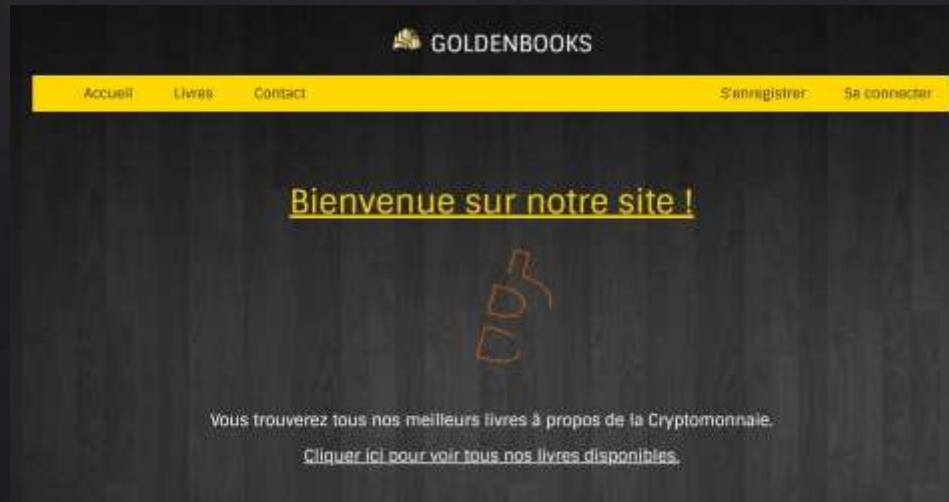 GOLDENBOOKS
Accueil Livres Contact S'enregistrer Se connecter
Bienvenue sur notre site !
Vous trouverez tous nos meilleurs livres à propos de la Cryptomonnaie.
Cliquer ici pour voir tous nos livres disponibles.